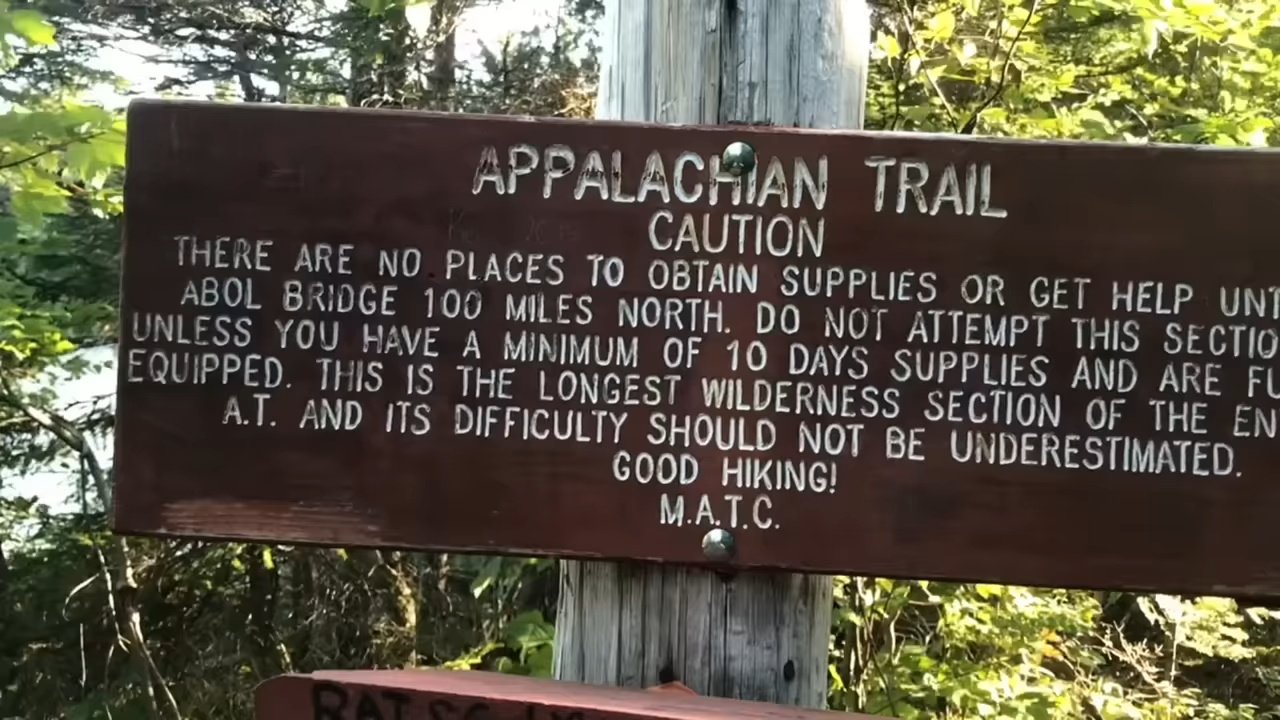 APPALACHIAN TRAIL
CAUTION
THERE ARE NO PLACES TO OBTAIN SUPPLIES OR GET HELP UNT
ABOL BRIDGE 100 MILES NORTH. DO NOT ATTEMPT THIS SECTIO
UNLESS YOU HAVE A MINIMUM OF 10 DAYS SUPPLIES AND ARE FU
EQUIPPED. THIS IS THE LONGEST WILDERNESS SECTION OF THE EN
A.T. AND ITS DIFFICULTY SHOULD NOT BE UNDERESTIMATED.
GOOD HIKING!
M.A.T.C.